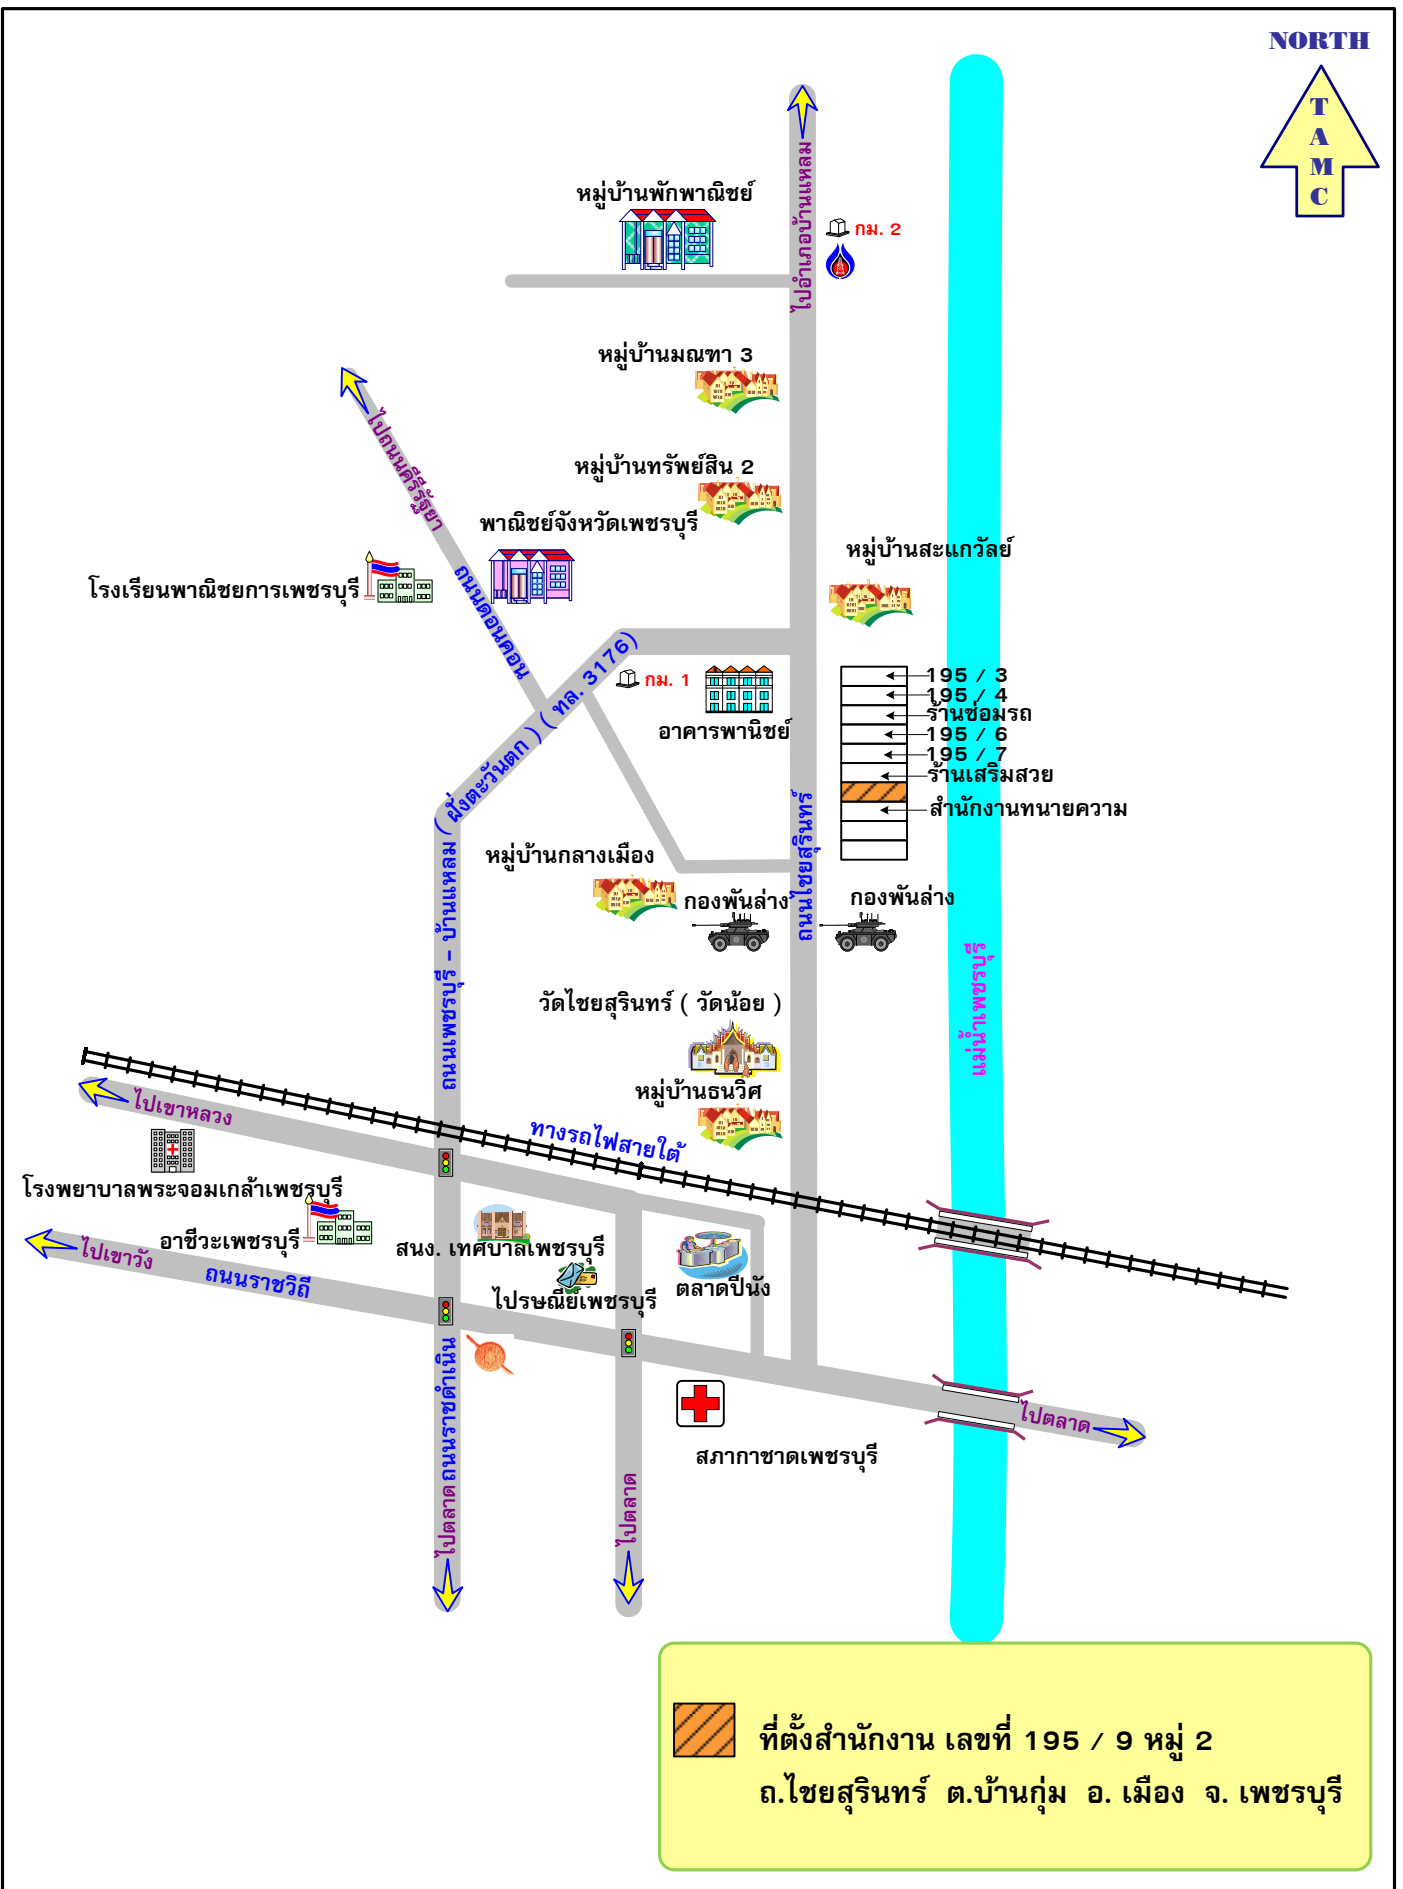 NORTH
T
A
M
C
ไปอำเภอบ้านแหลม
หมู่บ้านพักพาณิชย์
กม. 2
หมู่บ้านมณฑา 3
ไปถนนคีรีรัฐยา
หมู่บ้านทรัพย์สิน 2
พาณิชย์จังหวัดเพชรบุรี
หมู่บ้านสะแกวัลย์
โรงเรียนพาณิชยการเพชรบุรี
ถนนดอนคอน
กม. 1
อาคารพานิชย์
195 / 3
195 / 4
ร้านซ่อมรถ
195 / 6
195 / 7
ร้านเสริมสวย
สำนักงานทนายความ
ถนนเพชรบุรี - บ้านแหลม ( ฝั่งตะวันตก ) ( ทล. 3176)
ถนนไชยสุรินทร์
หมู่บ้านกลางเมือง
กองพันล่าง
กองพันล่าง
แม่น้ำเพชรบุรี
วัดไชยสุรินทร์ ( วัดน้อย )
หมู่บ้านธนวิศ
ไปเขาหลวง
ทางรถไฟสายใต้
โรงพยาบาลพระจอมเกล้าเพชรบุรี
อาชีวะเพชรบุรี
สนง. เทศบาลเพชรบุรี
ไปเขาวัง
ถนนราชวิถี
ไปรษณีย์เพชรบุรี
ตลาดปีนัง
ถนนราชดำเนิน
ไปตลาด
ไปตลาด
ไปตลาด
สภากาชาดเพชรบุรี
ที่ตั้งสำนักงาน เลขที่ 195 / 9 หมู่ 2
ถ.ไชยสุรินทร์ ต.บ้านกุ่ม อ. เมือง จ. เพชรบุรี